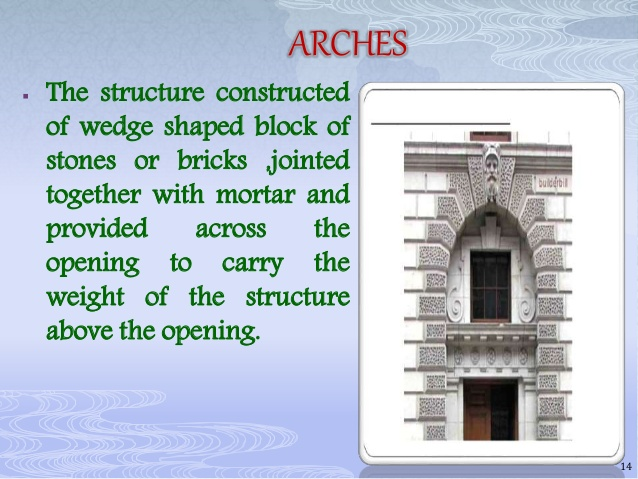 ARCHES
▪ The structure constructed
of wedge shaped block of
stones or bricks ,jointed
together with mortar and
provided across the
opening to carry the
weight of the structure
above the opening.
builderbill
14